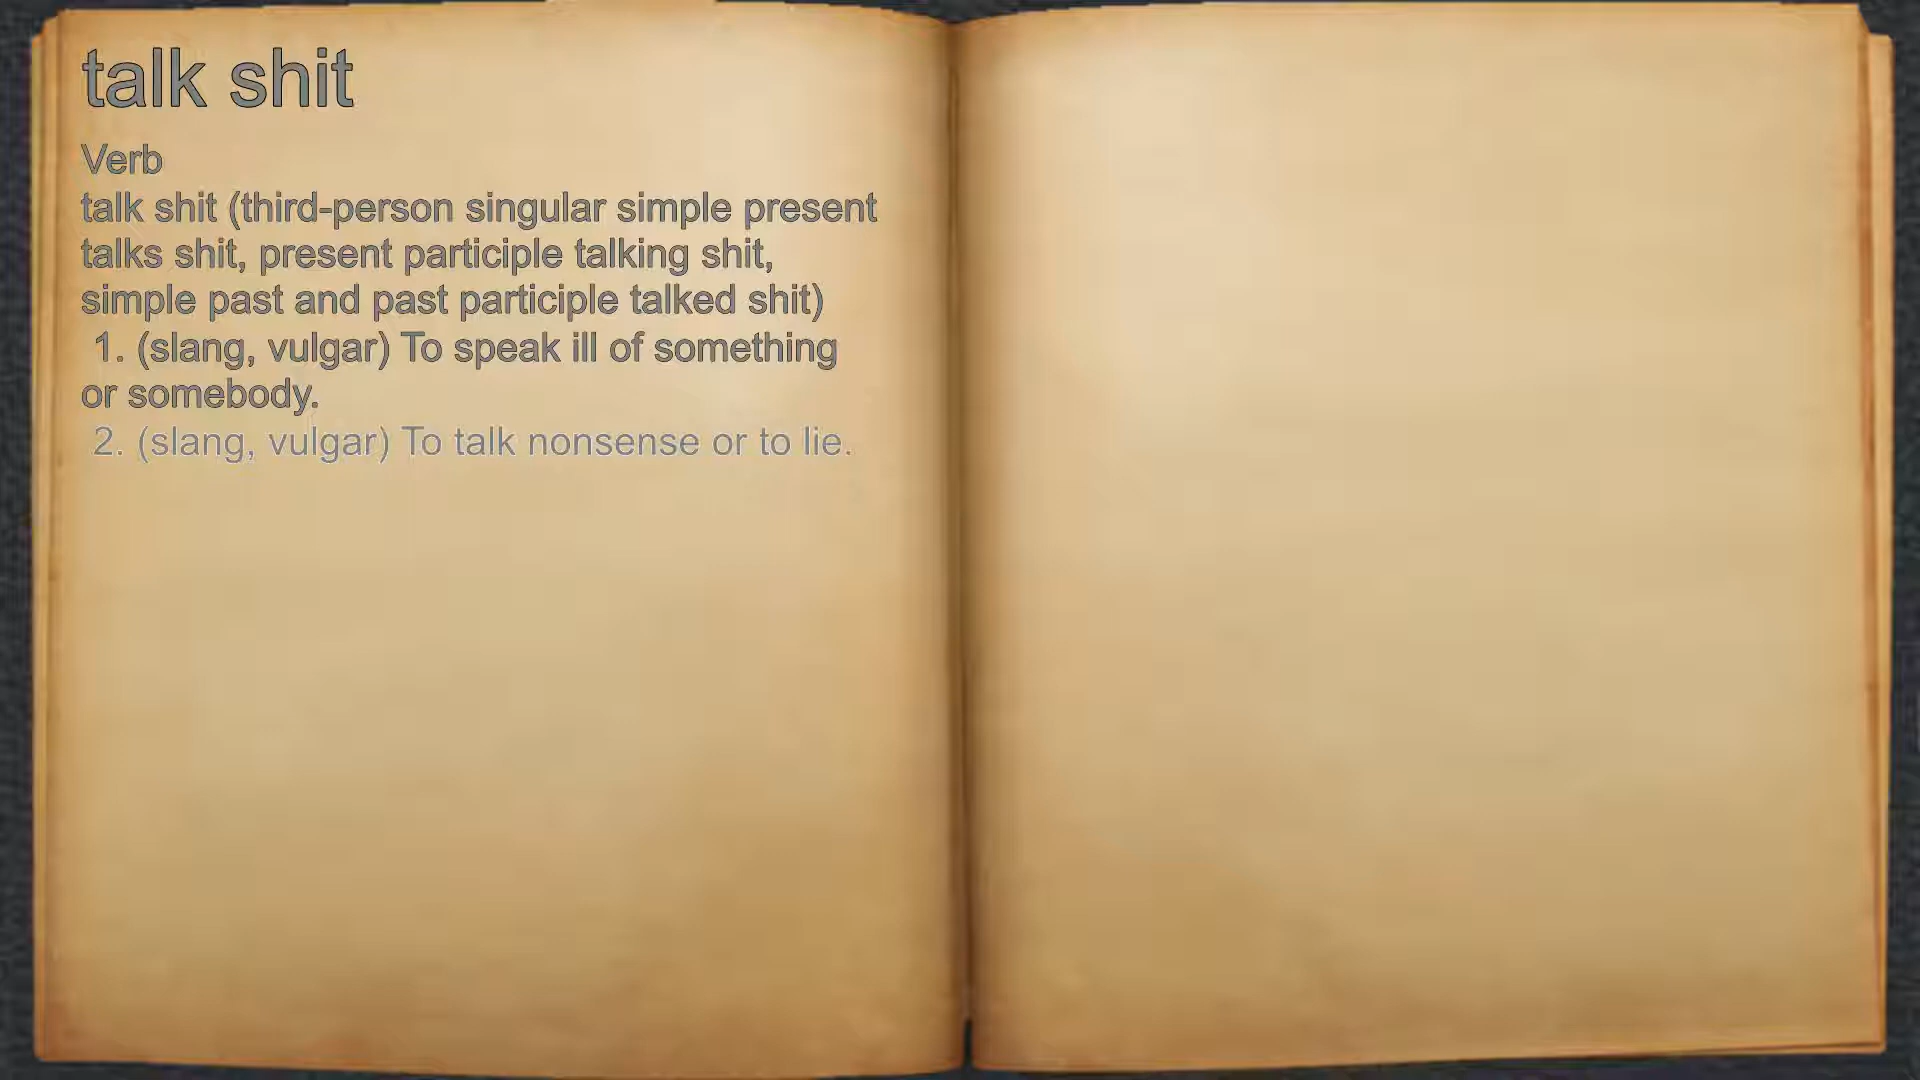 talk shit
Verb
talk shit (third-person singular simple present
talks shit, present participle talking shit,
simple past and past participle talked shit)
1. (slang, vulgar) To speak ill of something
or somebody.
2. (slang, vulgar) To talk nonsense or to lie.